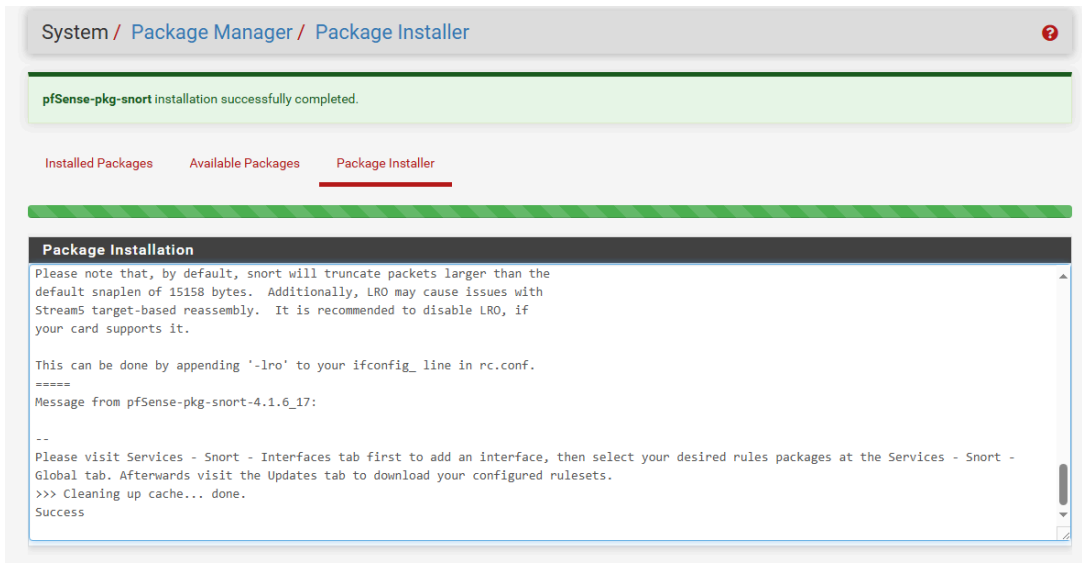 System / Package Manager / Package Installer
pfSense-pkg-snort installation successfully completed.
Installed Packages Available Packages Package Installer
Package Installation
Please note that, by default, snort will truncate packets larger than the
default snaplen of 15158 bytes.  Additionally, LRO may cause issues with
Stream5 target-based reassembly.  It is recommended to disable LRO, if
your card supports it.
This can be done by appending '-lro' to your ifconfig_ line in rc.conf.
=====
Message from pfSense-pkg-snort-4.1.6_17:
--
Please visit Services - Snort - Interfaces tab first to add an interface, then select your desired rules packages at the Services - Snort -
Global tab. Afterwards visit the Updates tab to download your configured rulesets.
>>> Cleaning up cache... done.
Success